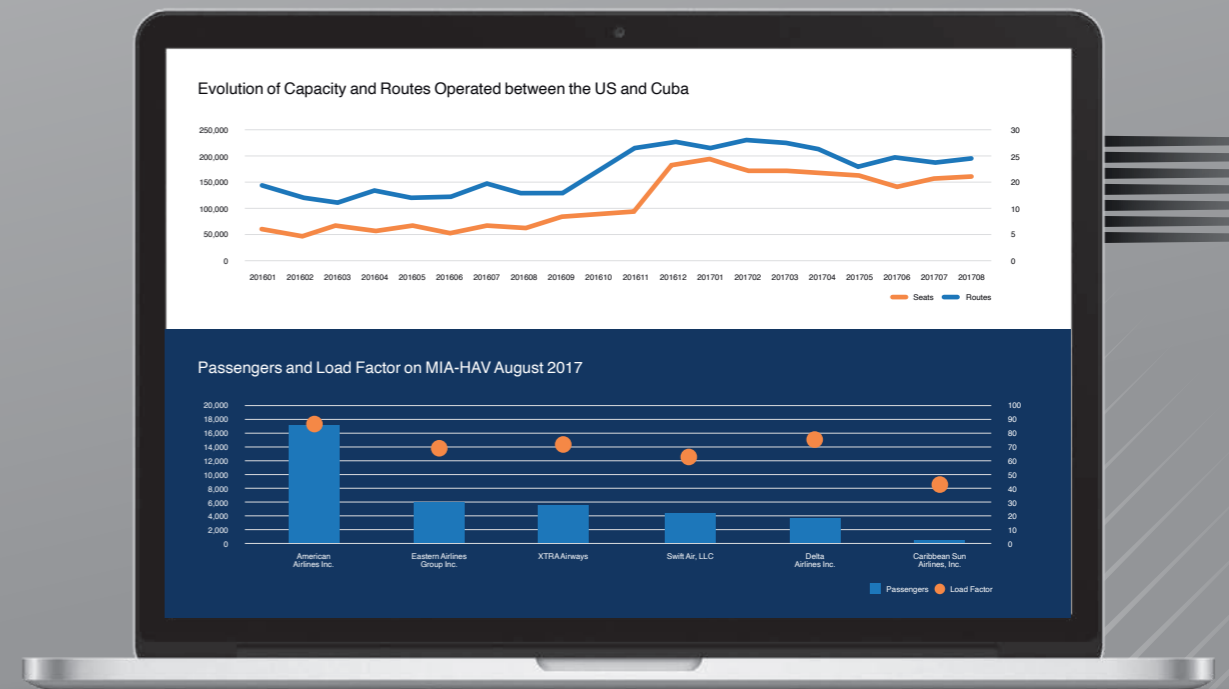 Evolution of Capacity and Routes Operated between the US and Cuba
250,000 30
200,000 25
150,000 20
100,000 10
50,000 5
0 0
201601 201602 201603 201604 201605 201606 201607 201608 201609 201610 201611 201612 201701 201702 201703 201704 201705 201706 201707 201708
Seats Routes
Passengers and Load Factor on MIA-HAV August 2017
20,000 100
18,000 90
16,000 80
14,000 70
12,000 60
10,000 50
8,000 40
6,000 30
4,000 20
2,000 10
0 0
American Eastern Airlines XTRA Airways Swift Air, LLC Delta Caribbean Sun
Airlines Inc. Group Inc. Airlines Inc. Airlines, Inc.
Passengers Load Factor